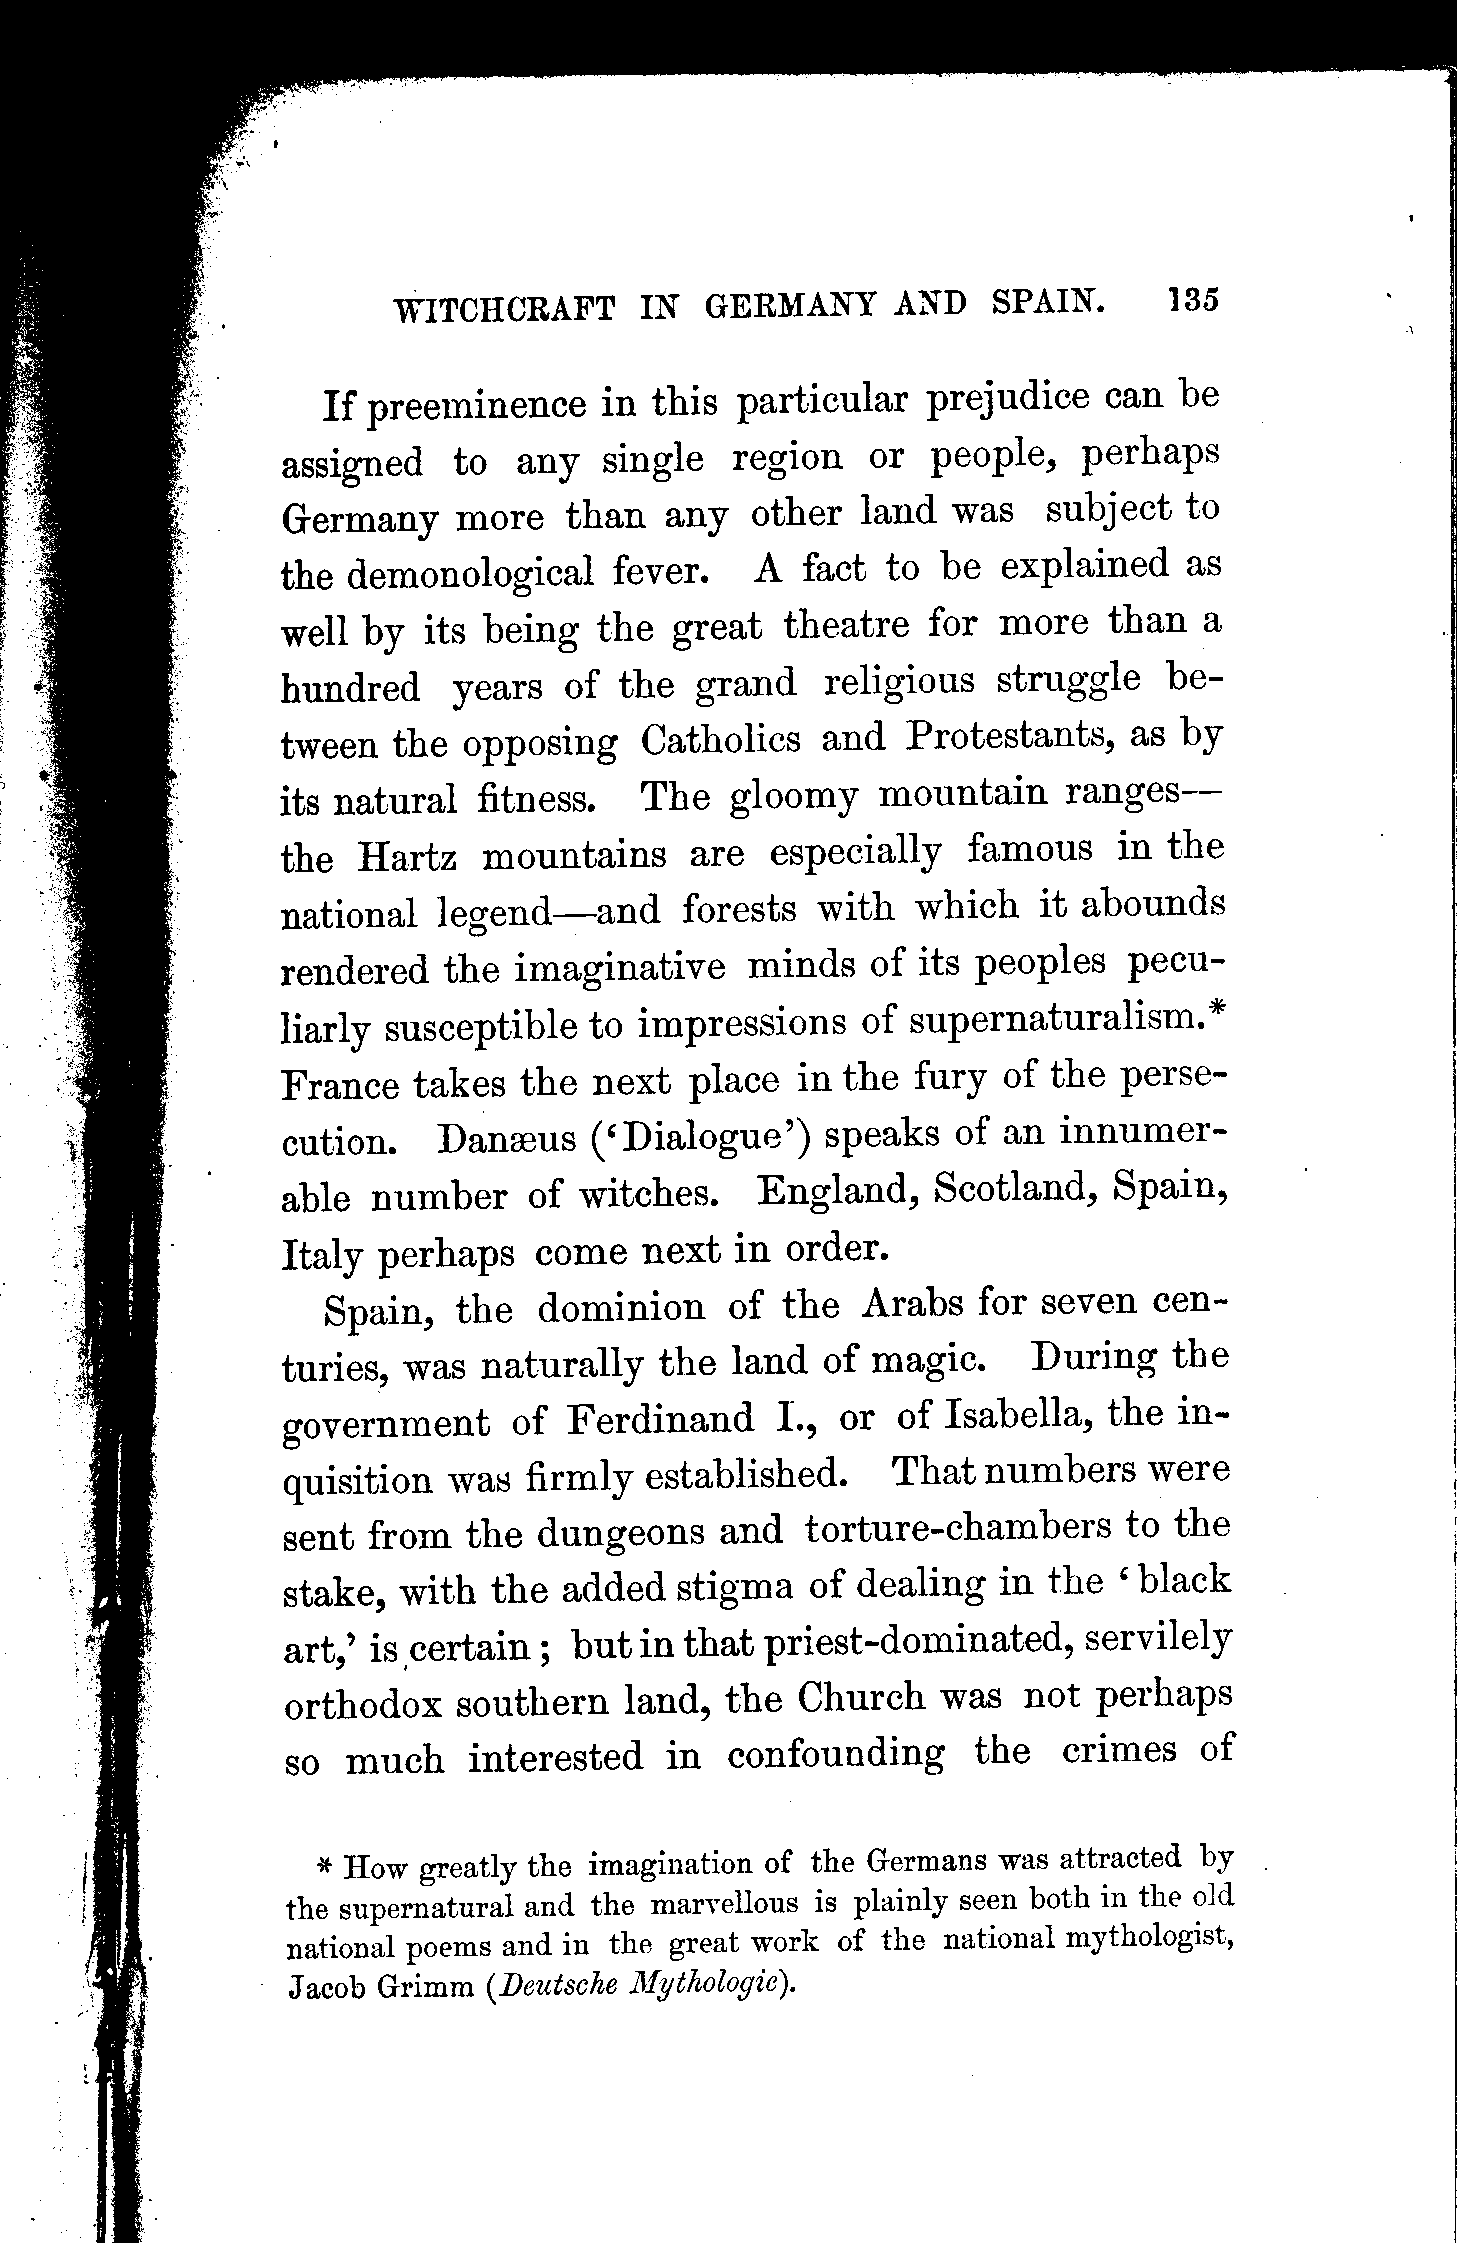 WITCHCRAFT IN GERMANY AND SPAIN. 135
If preeminence in this particular prejudice can be
assigned to any single region or people, perhaps
Germany more than any other land was subject to
the demonological fever. A fact to be explained as
well by its being the great theatre for more than a
hundred years of the grand religious struggle be-
tween the opposing Catholics and Protestants, as by
its natural fitness. The gloomy mountain ranges—
the Hartz mountains are especially famous in the
national legend—and forests with which it abounds
rendered the imaginative minds of its peoples pecu-
liarly susceptible to impressions of supernaturalism.*
France takes the next place in the fury of the perse-
cution. Danæus (‘Dialogue’) speaks of an innumer-
able number of witches. England, Scotland, Spain,
Italy perhaps come next in order.
Spain, the dominion of the Arabs for seven cen-
turies, was naturally the land of magic. During the
government of Ferdinand I., or of Isabella, the in-
quisition was firmly established. That numbers were
sent from the dungeons and torture-chambers to the
stake, with the added stigma of dealing in the ‘black
art,’ is certain; but in that priest-dominated, servilely
orthodox southern land, the Church was not perhaps
so much interested in confounding the crimes of
* How greatly the imagination of the Germans was attracted by
the supernatural and the marvellous is plainly seen both in the old
national poems and in the great work of the national mythologist,
Jacob Grimm (Deutsche Mythologie).